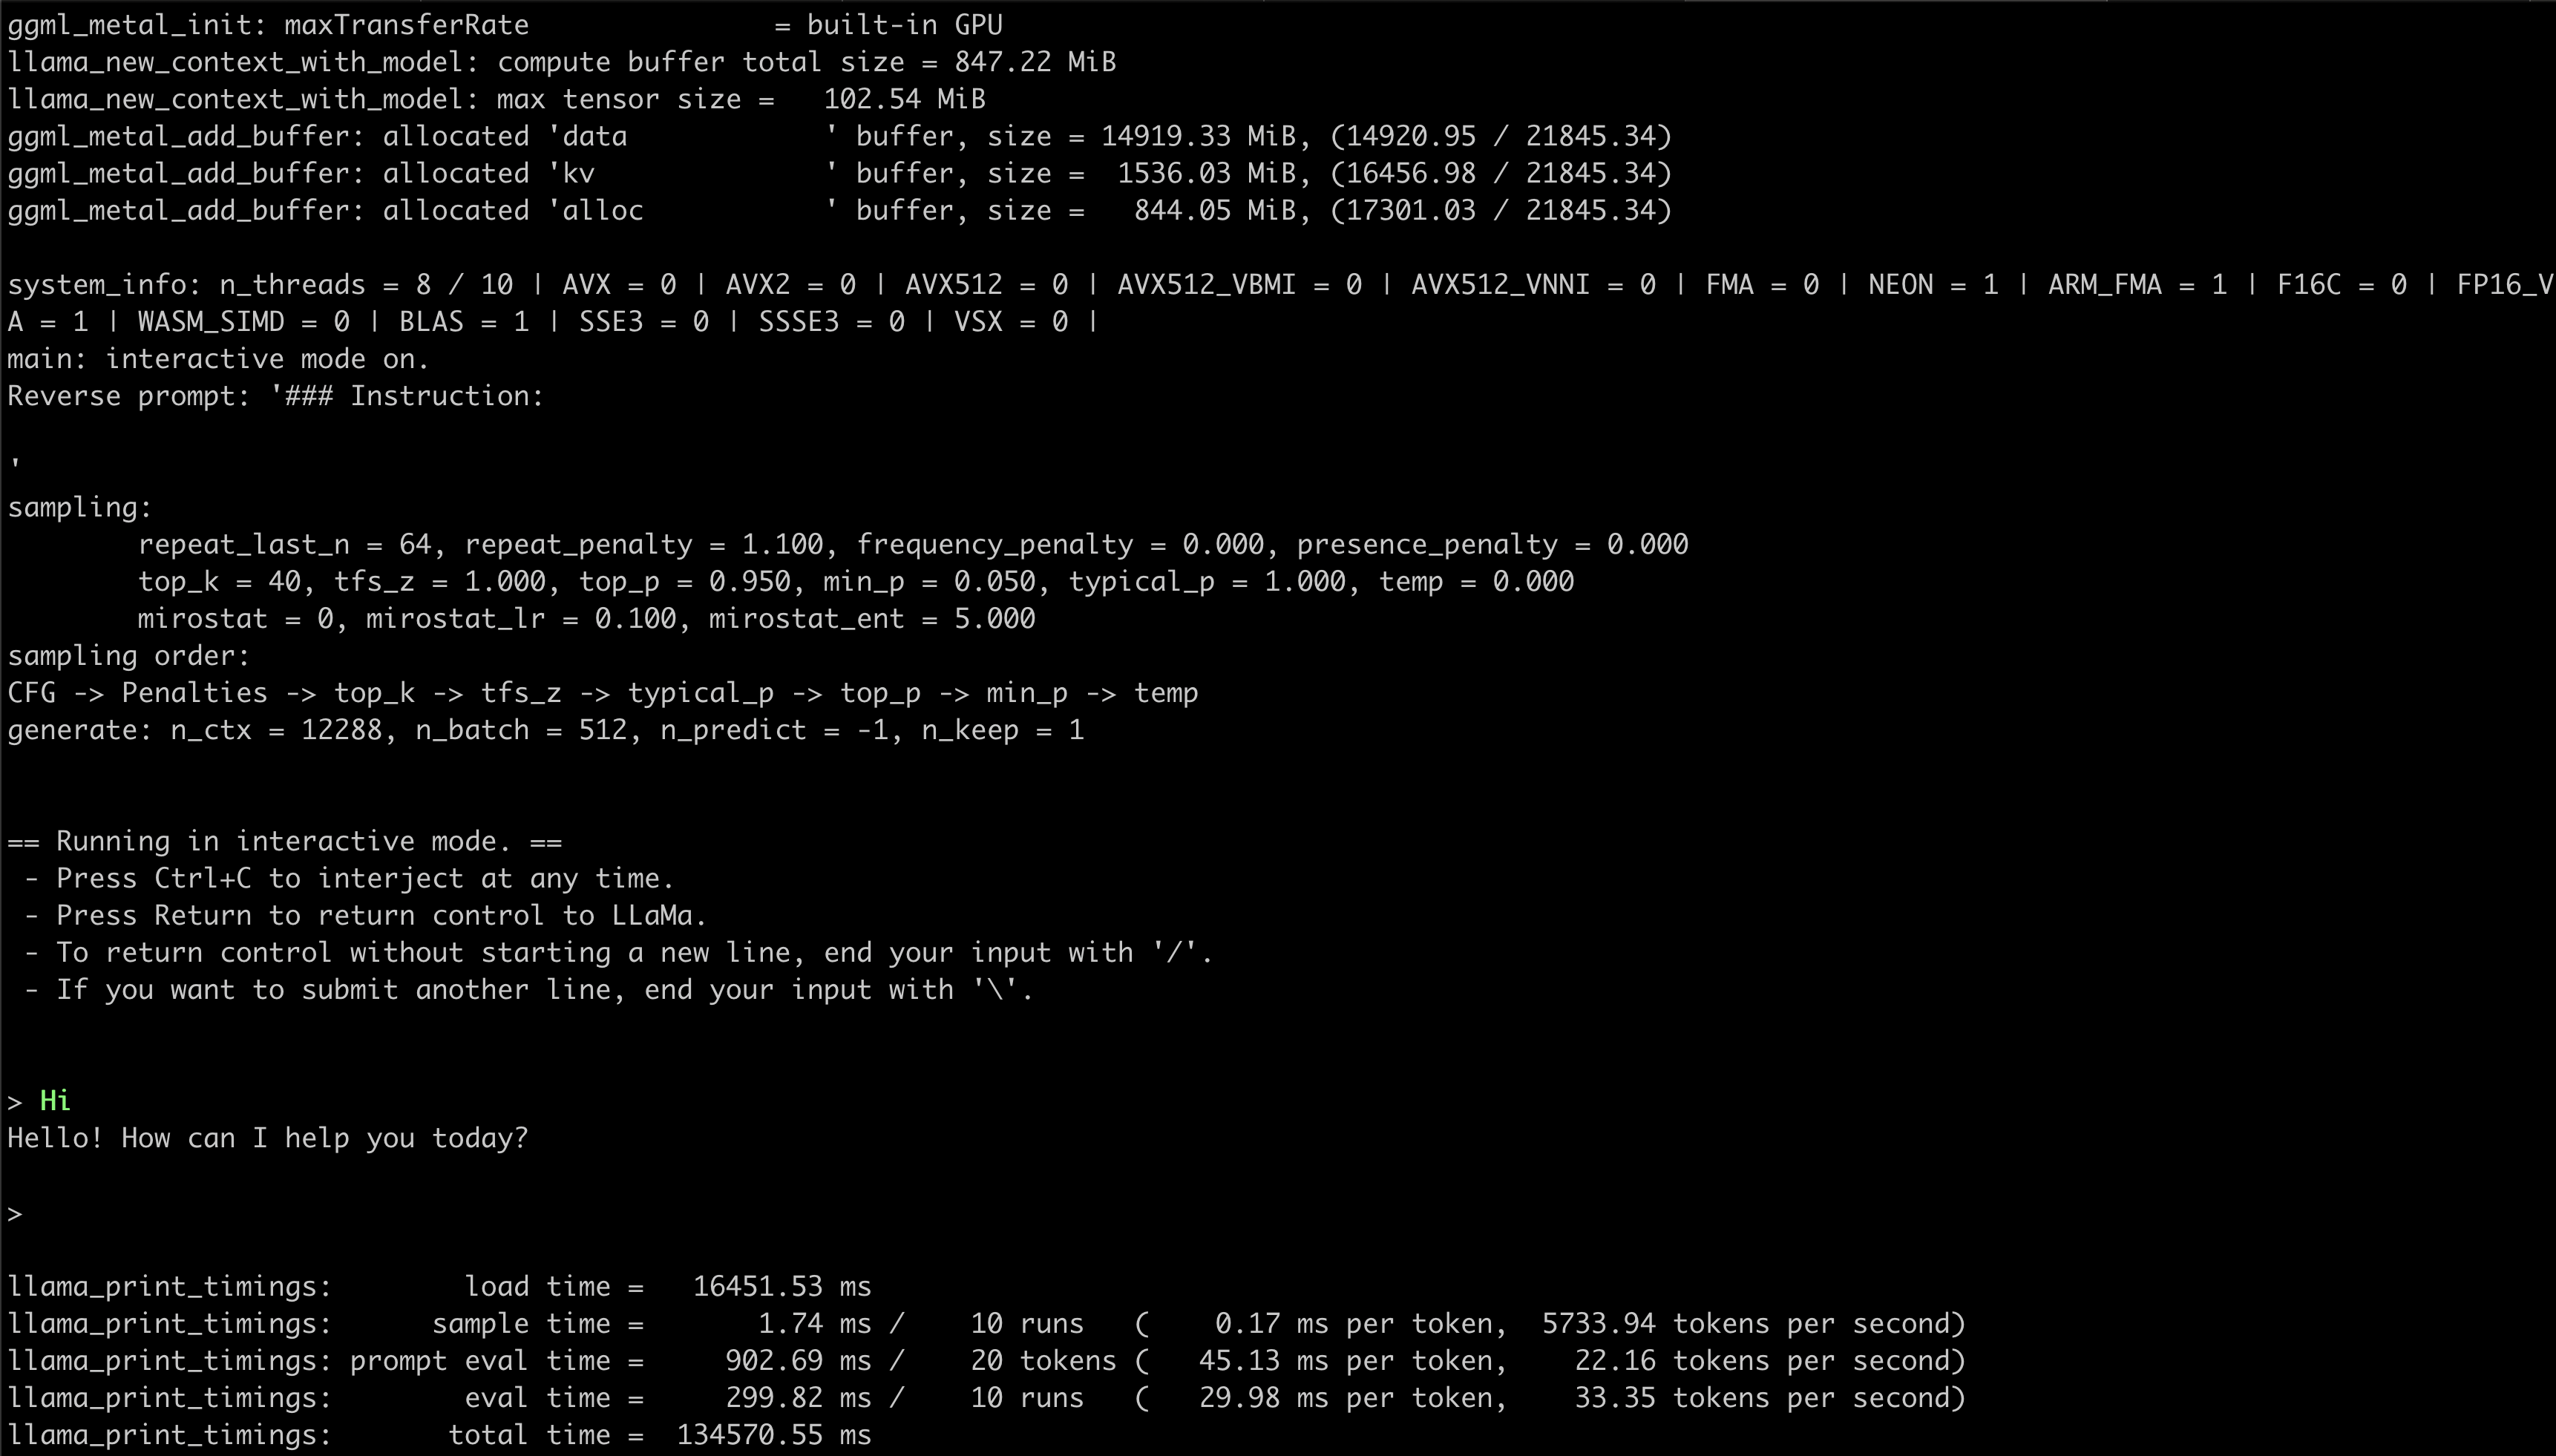 ggml_metal_init: maxTransferRate               = built-in GPU
llama_new_context_with_model: compute buffer total size = 847.22 MiB
llama_new_context_with_model: max tensor size =   102.54 MiB
ggml_metal_add_buffer: allocated 'data            ' buffer, size = 14919.33 MiB, (14920.95 / 21845.34)
ggml_metal_add_buffer: allocated 'kv              ' buffer, size =  1536.03 MiB, (16456.98 / 21845.34)
ggml_metal_add_buffer: allocated 'alloc           ' buffer, size =   844.05 MiB, (17301.03 / 21845.34)
system_info: n_threads = 8 / 10 | AVX = 0 | AVX2 = 0 | AVX512 = 0 | AVX512_VBMI = 0 | AVX512_VNNI = 0 | FMA = 0 | NEON = 1 | ARM_FMA = 1 | F16C = 0 | FP16_V
A = 1 | WASM_SIMD = 0 | BLAS = 1 | SSE3 = 0 | SSSE3 = 0 | VSX = 0 |
main: interactive mode on.
Reverse prompt: '### Instruction:
'
sampling:
        repeat_last_n = 64, repeat_penalty = 1.100, frequency_penalty = 0.000, presence_penalty = 0.000
        top_k = 40, tfs_z = 1.000, top_p = 0.950, min_p = 0.050, typical_p = 1.000, temp = 0.000
        mirostat = 0, mirostat_lr = 0.100, mirostat_ent = 5.000
sampling order:
CFG -> Penalties -> top_k -> tfs_z -> typical_p -> top_p -> min_p -> temp
generate: n_ctx = 12288, n_batch = 512, n_predict = -1, n_keep = 1
== Running in interactive mode. ==
 - Press Ctrl+C to interject at any time.
 - Press Return to return control to LLaMa.
 - To return control without starting a new line, end your input with '/'.
 - If you want to submit another line, end your input with '\'.
> Hi
Hello! How can I help you today?
>
llama_print_timings:        load time =   16451.53 ms
llama_print_timings:      sample time =       1.74 ms /    10 runs   (    0.17 ms per token,  5733.94 tokens per second)
llama_print_timings: prompt eval time =     902.69 ms /    20 tokens (   45.13 ms per token,    22.16 tokens per second)
llama_print_timings:        eval time =     299.82 ms /    10 runs   (   29.98 ms per token,    33.35 tokens per second)
llama_print_timings:       total time =  134570.55 ms